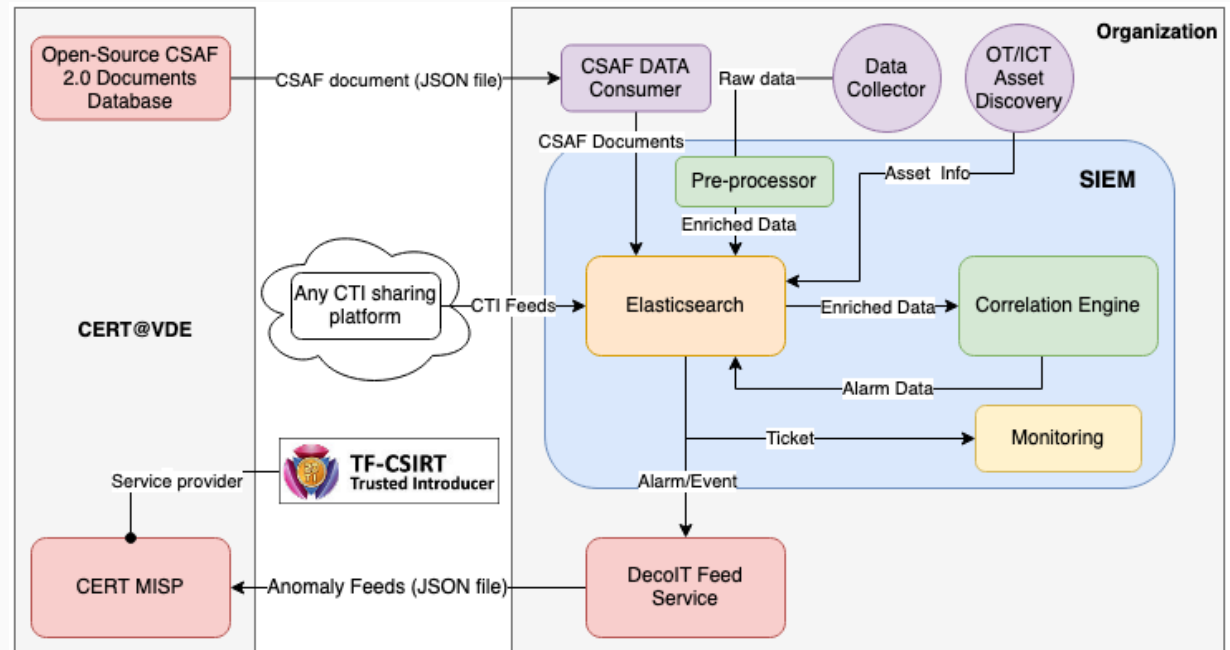 Organization
Open-Source CSAF
2.0 Documents
Database
CSAF document (JSON file)
CSAF DATA
Consumer
Raw data
Data
Collector
OT/ICT
Asset
Discovery
CSAF Documents
Pre-processor
Asset Info
SIEM
Enriched Data
Any CTI sharing
platform
CTI Feeds
Elasticsearch
Enriched Data
Correlation Engine
CERT@VDE
Alarm Data
Ticket
Monitoring
TF-CSIRT
Trusted Introducer
Service provider
Alarm/Event
CERT MISP
Anomaly Feeds (JSON file)
DecoIT Feed
Service